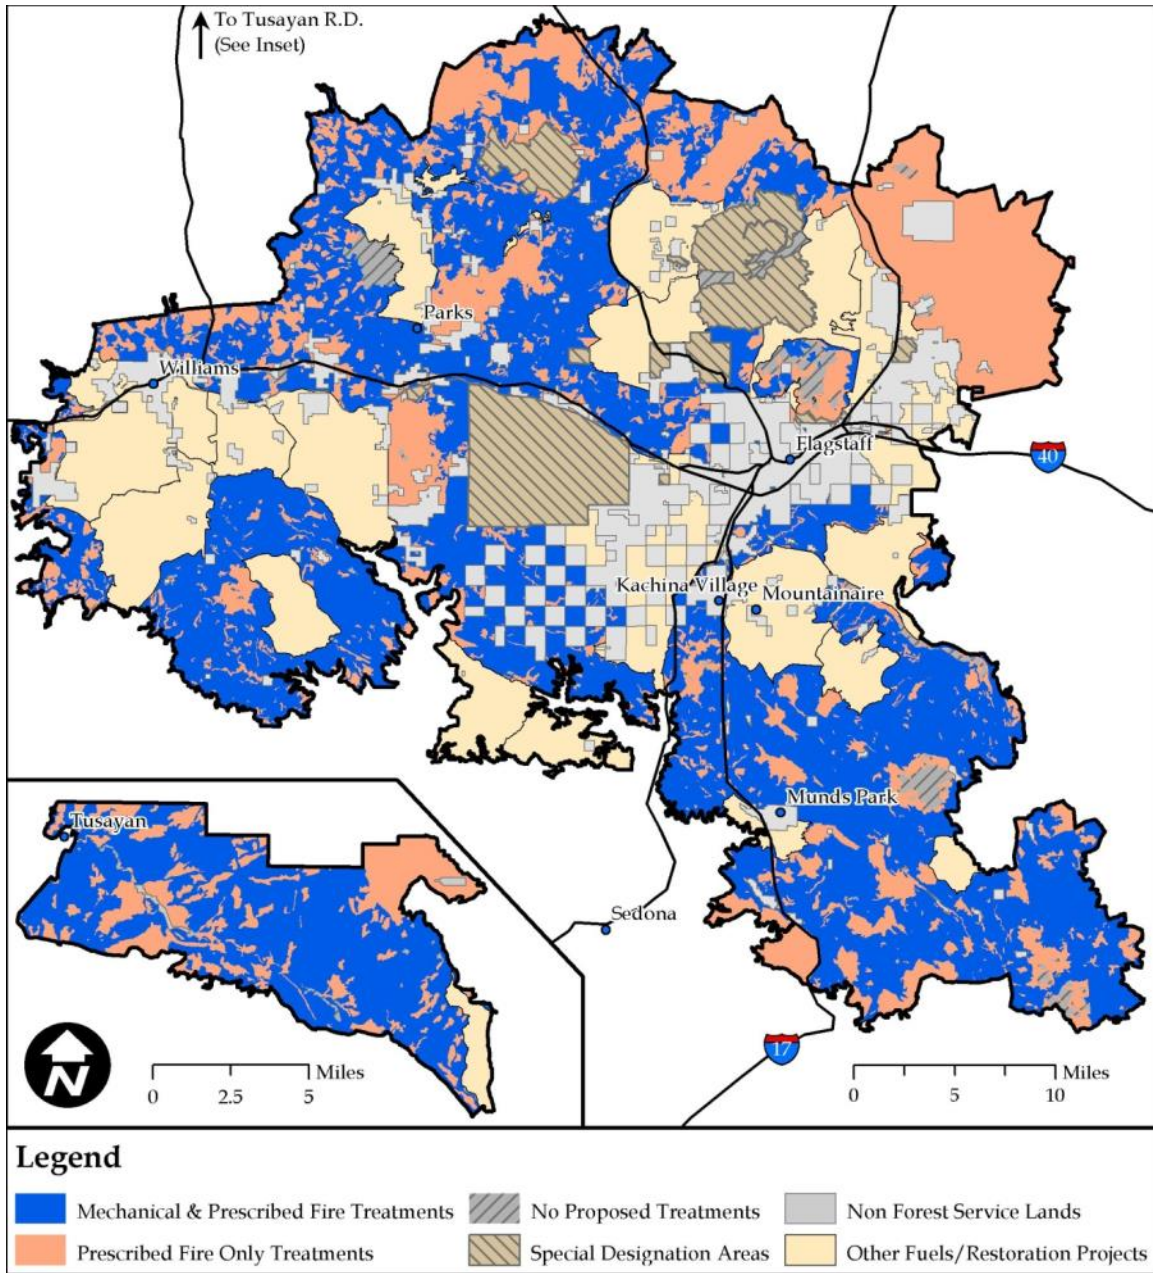 To Tusayan R.D.
(See Inset)
Parks
Williams
Flagstaff
40
Kachina Village
Mountainaire
Munds Park
Tusayan
Sedona
17
N
Miles
0 2.5 5
Miles
0 5 10
Legend
Mechanical & Prescribed Fire Treatments
No Proposed Treatments
Non Forest Service Lands
Prescribed Fire Only Treatments
Special Designation Areas
Other Fuels/Restoration Projects